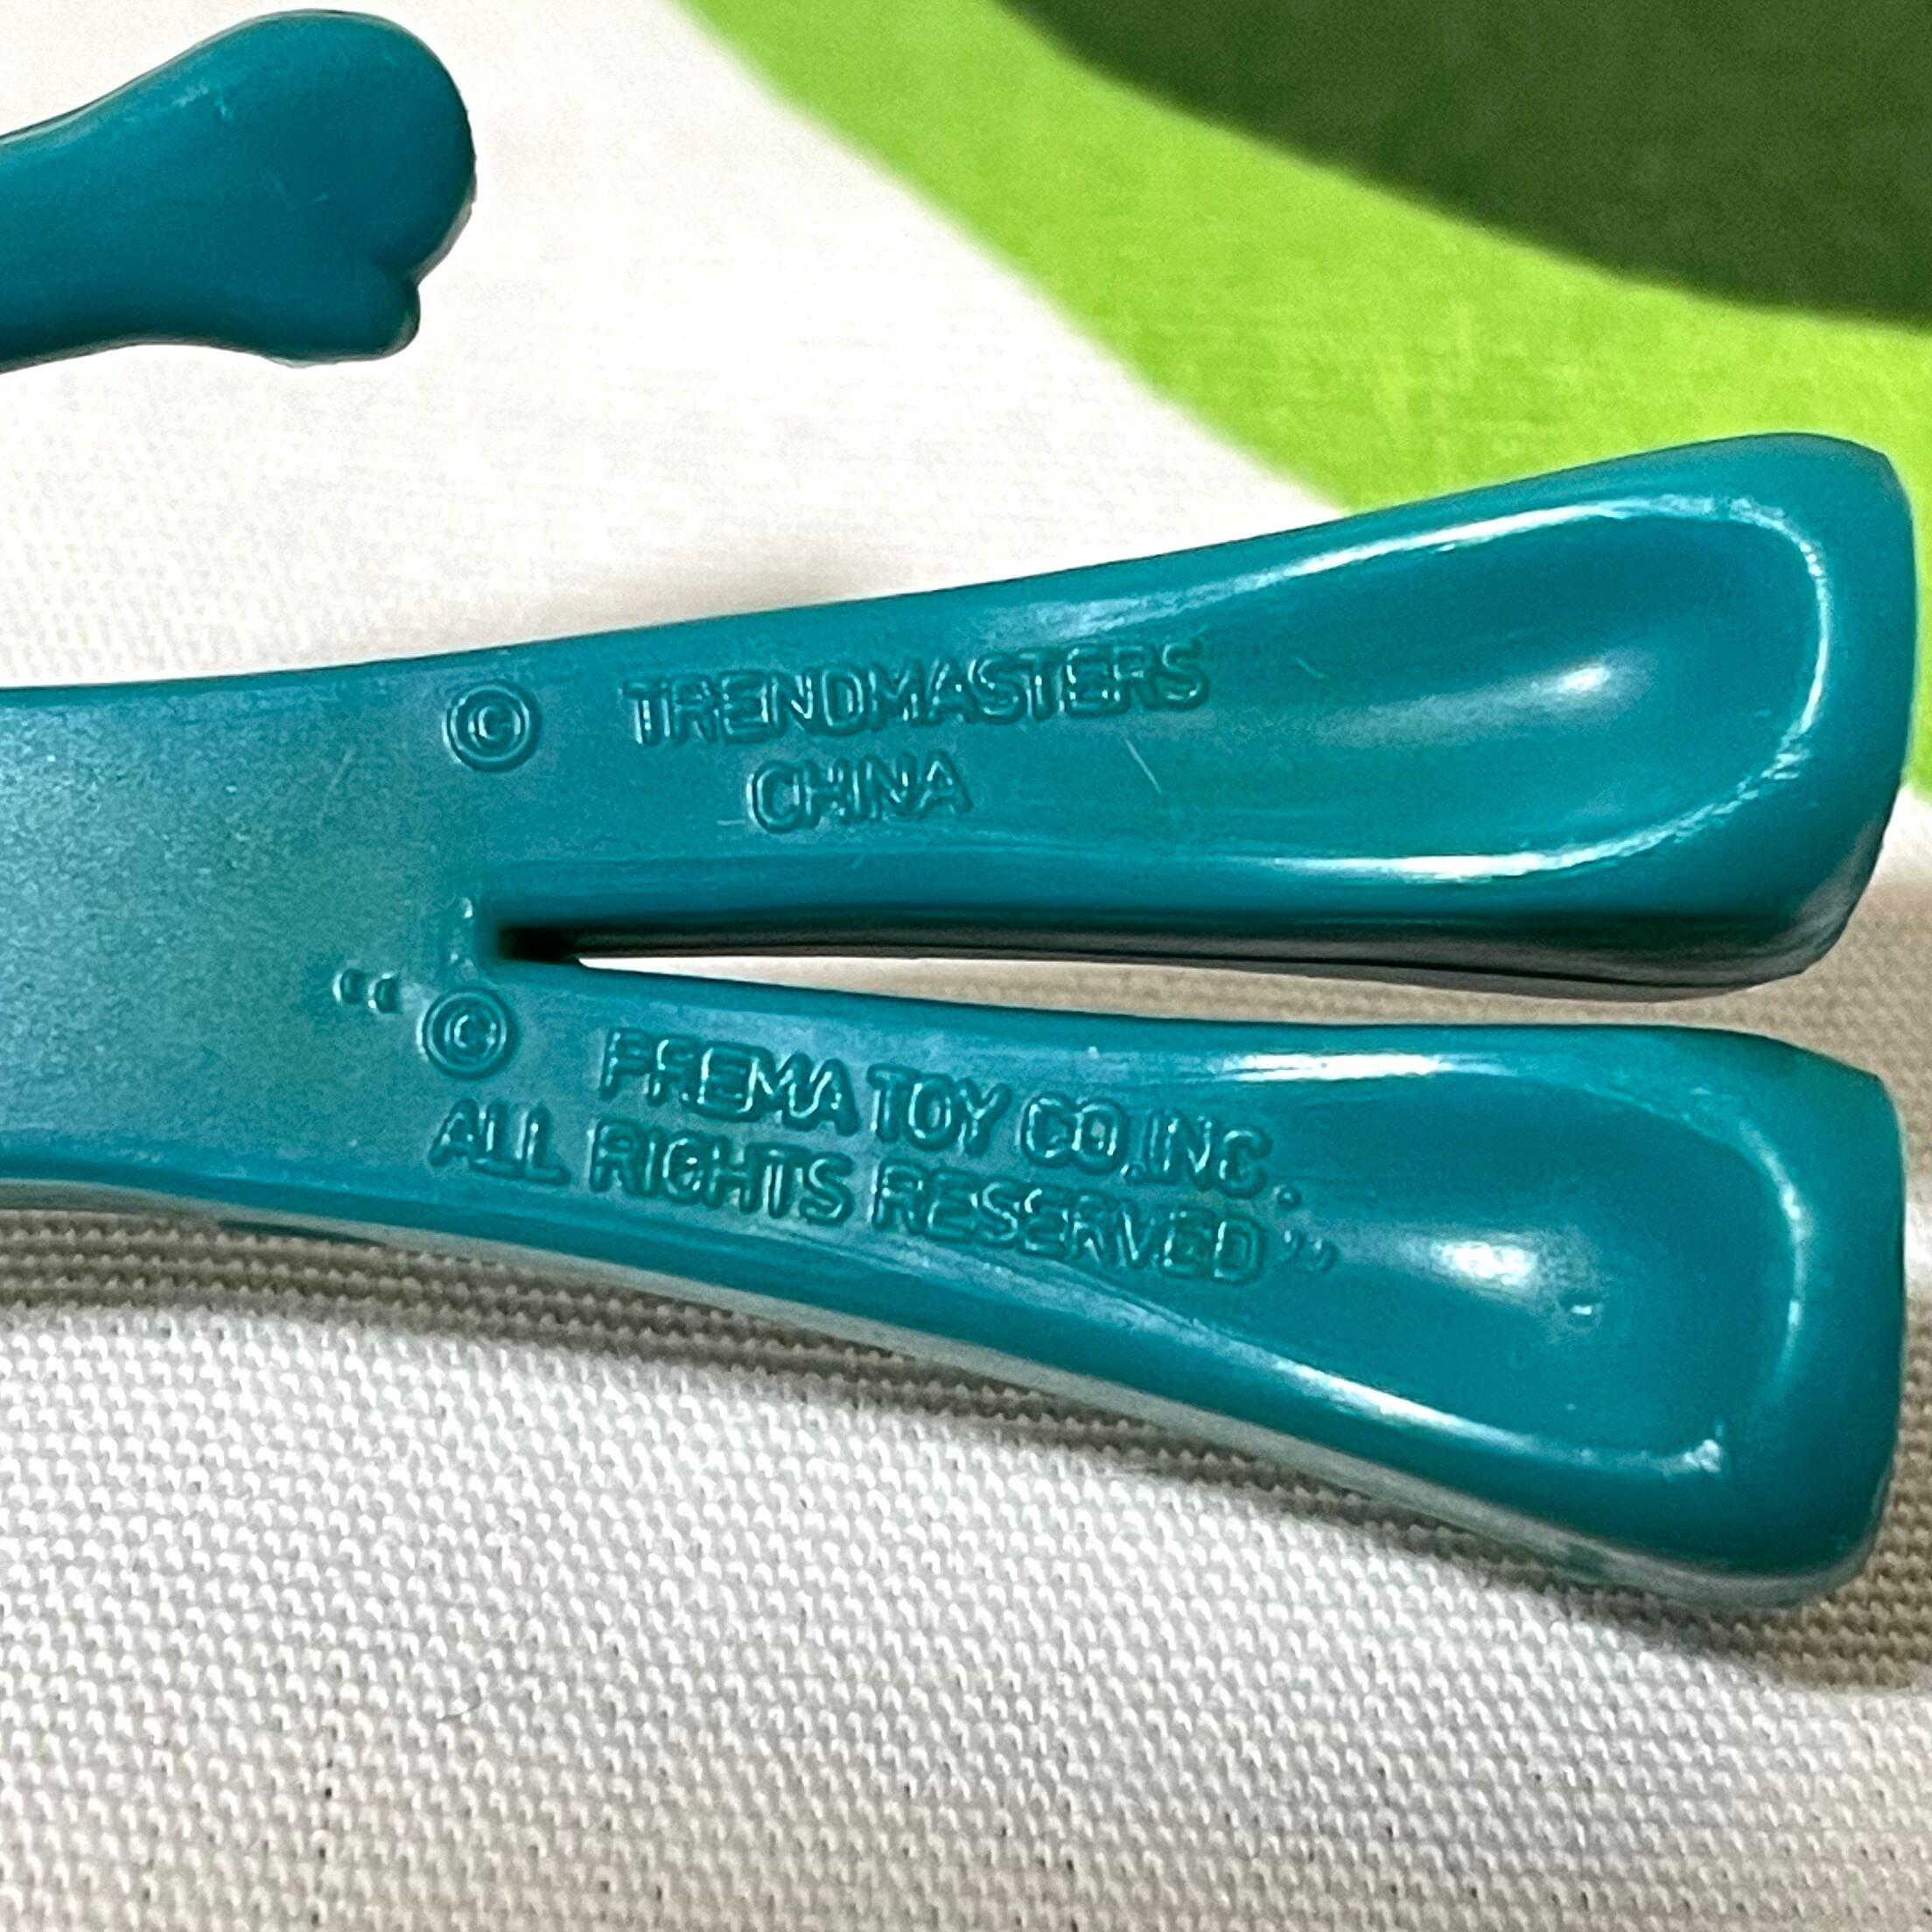 © TRENDMASTERS
CHINA
"© PREMA TOY CO.,INC.
ALL RIGHTS RESERVED"